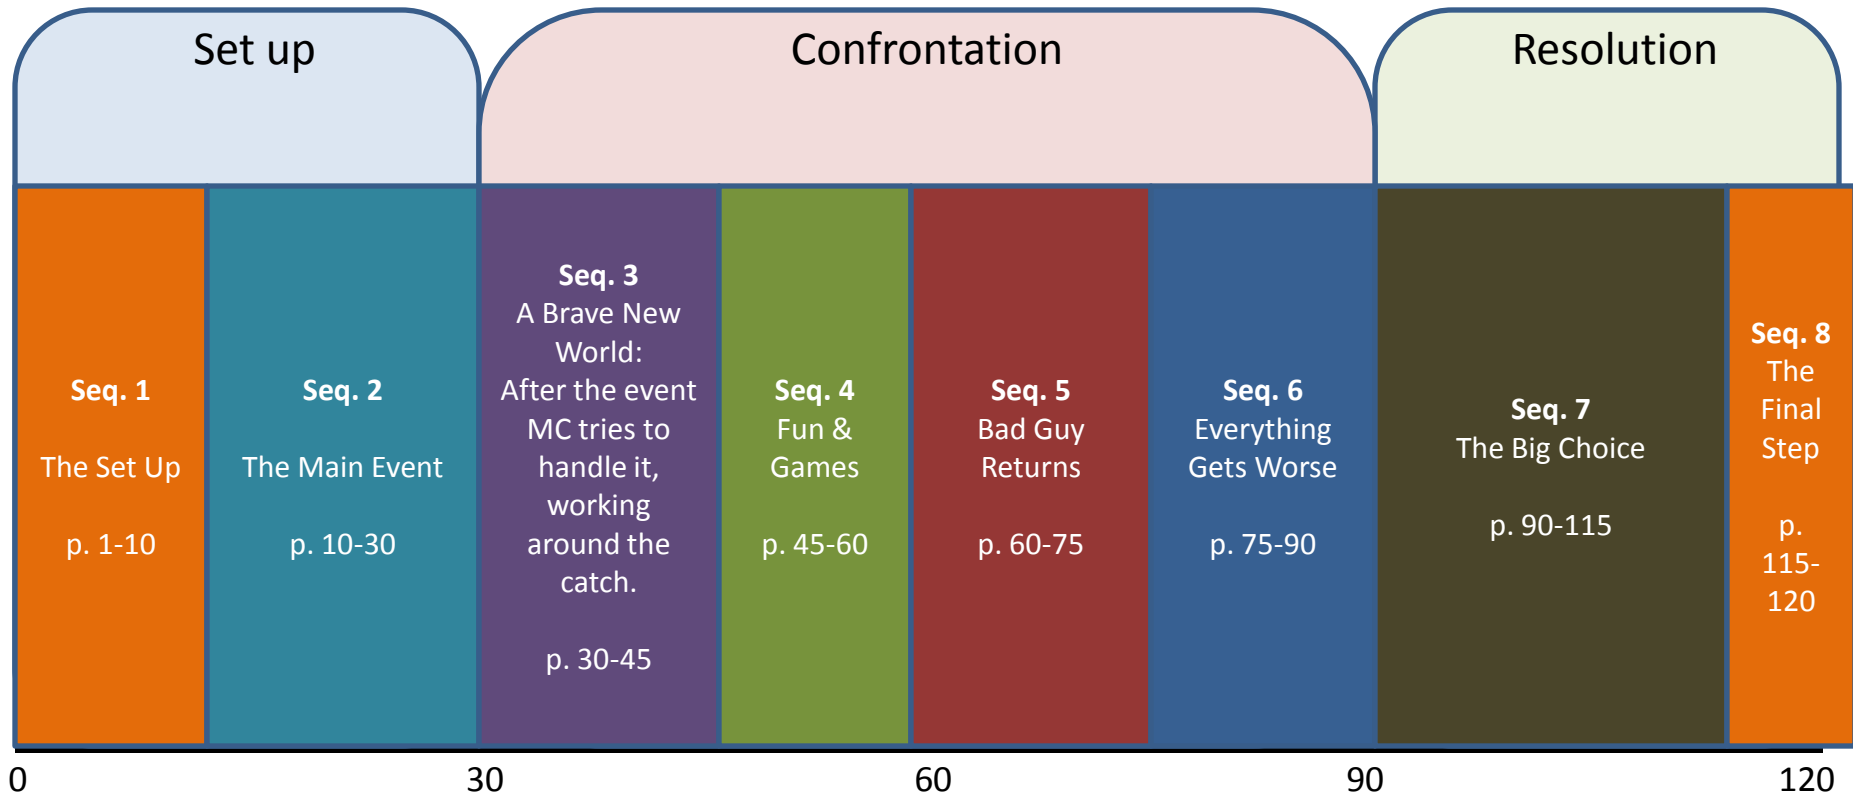 Set up
Confrontation
Resolution
Seq. 1
The Set Up
p. 1-10
Seq. 2
The Main Event
p. 10-30
Seq. 3
A Brave New
World:
After the event
MC tries to
handle it,
working
around the
catch.
p. 30-45
Seq. 4
Fun &
Games
p. 45-60
Seq. 5
Bad Guy
Returns
p. 60-75
Seq. 6
Everything
Gets Worse
p. 75-90
Seq. 7
The Big Choice
p. 90-115
Seq. 8
The
Final
Step
p.
115-
120
0
30
60
90
120